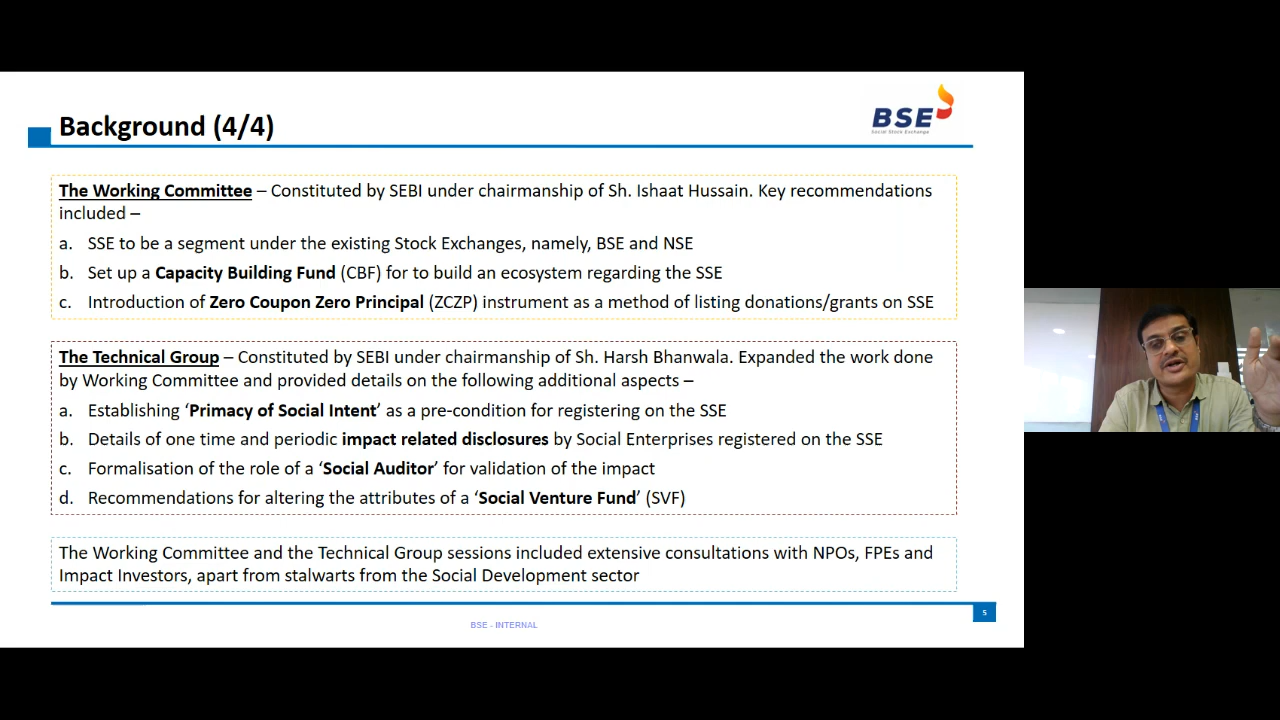 Background (4/4)
BSE
Social Stock Exchange
The Working Committee – Constituted by SEBI under chairmanship of Sh. Ishaat Hussain. Key recommendations
included –
a. SSE to be a segment under the existing Stock Exchanges, namely, BSE and NSE
b. Set up a Capacity Building Fund (CBF) for to build an ecosystem regarding the SSE
c. Introduction of Zero Coupon Zero Principal (ZCZP) instrument as a method of listing donations/grants on SSE
The Technical Group – Constituted by SEBI under chairmanship of Sh. Harsh Bhanwala. Expanded the work done
by Working Committee and provided details on the following additional aspects –
a. Establishing ‘Primacy of Social Intent’ as a pre-condition for registering on the SSE
b. Details of one time and periodic impact related disclosures by Social Enterprises registered on the SSE
c. Formalisation of the role of a ‘Social Auditor’ for validation of the impact
d. Recommendations for altering the attributes of a ‘Social Venture Fund’ (SVF)
The Working Committee and the Technical Group sessions included extensive consultations with NPOs, FPEs and
Impact Investors, apart from stalwarts from the Social Development sector
5
BSE - INTERNAL